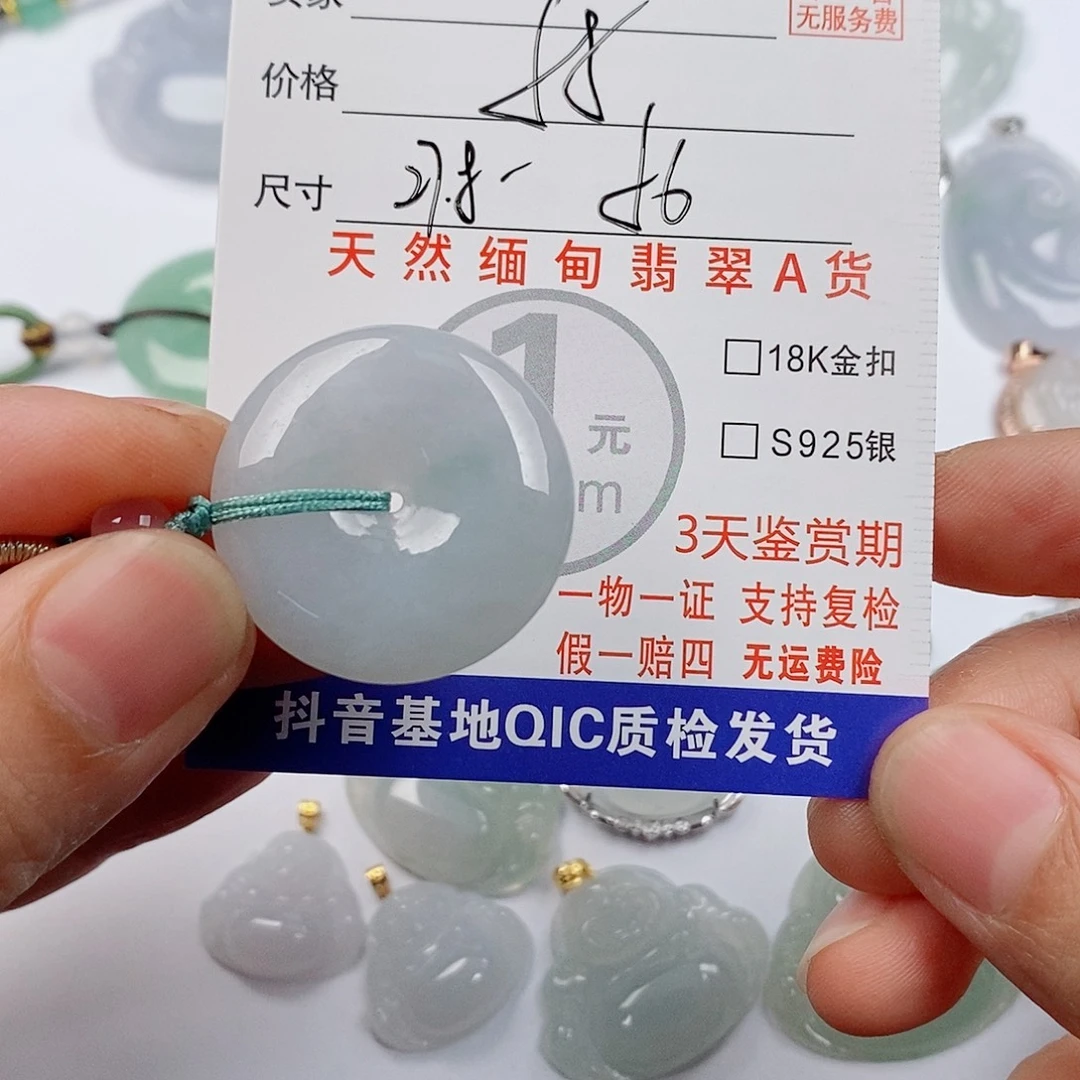 无服务费
价格
尺寸
天然缅甸翡翠A货
1
元
m
18K金扣
S925银
3天鉴赏期
一物一证 支持复检
假一赔四 无运费险
抖音基地QIC质检发货